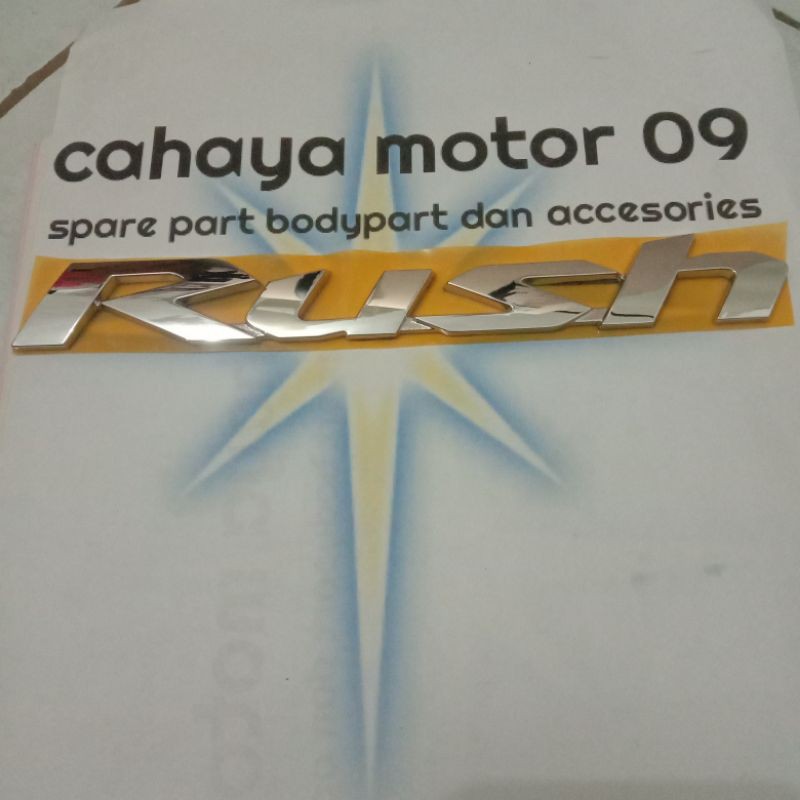 cahaya motor 09
spare part bodypart dan accesories
Rush